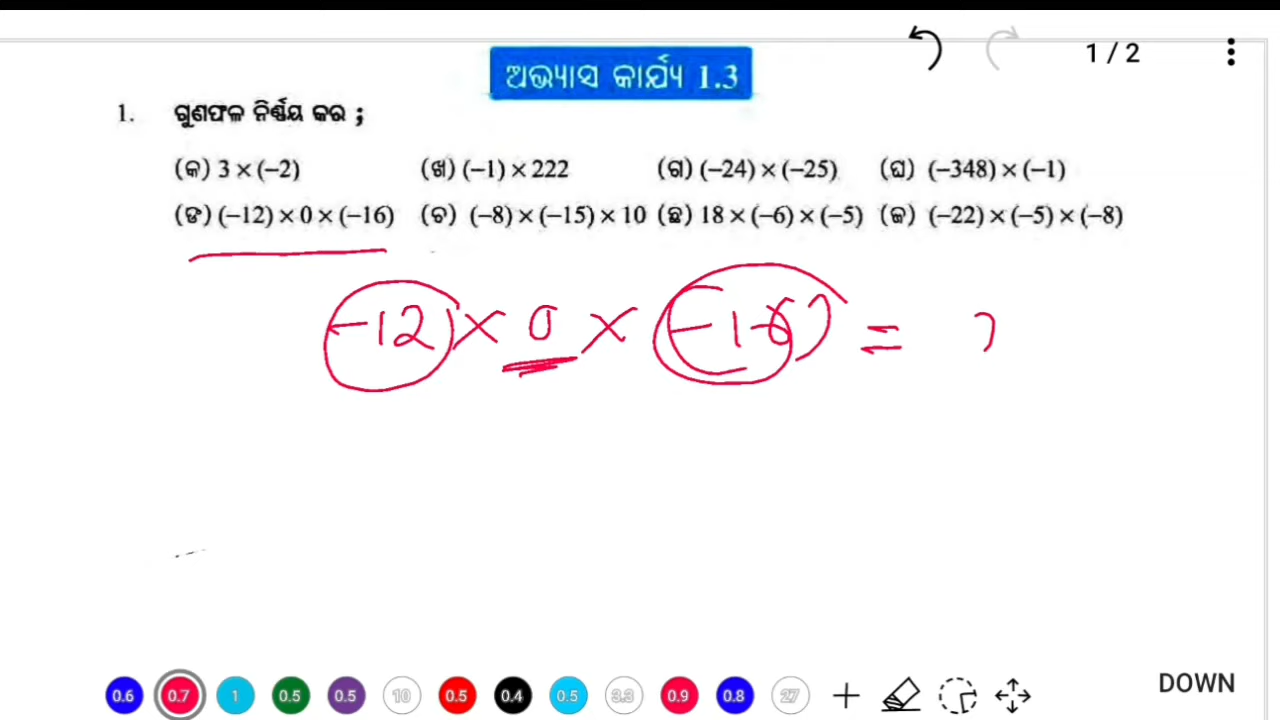 1 / 2
ଅଭ୍ୟାସ କାର୍ଯ୍ୟ 1.3
1. ଗୁଣଫଳ ନିର୍ଣ୍ଣୟ କର ;
(କ) 3 × (–2) (ଖ) (–1) × 222 (ଗ) (–24) × (–25) (ଘ) (–348) × (–1)
(ଙ) (–12) × 0 × (–16) (ଚ) (–8) × (–15) × 10 (ଛ) 18 × (–6) × (–5) (ଜ) (–22) × (–5) × (–8)
(–12) × 0 × (–16) =
DOWN
0.6 0.7 1 0.5 0.5 10 0.5 0.4 0.5 3.3 0.9 0.8 27